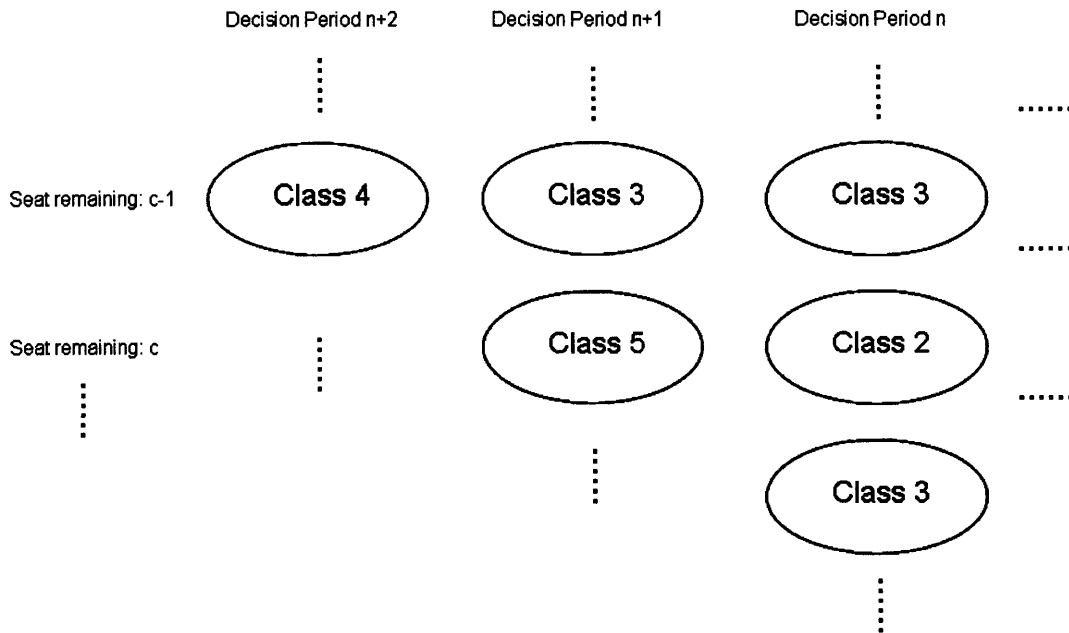 Decision Period n+2 Decision Period n+1 Decision Period n
Seat remaining: c-1 Class 4 Class 3 Class 3
Seat remaining: c Class 5 Class 2
Class 3